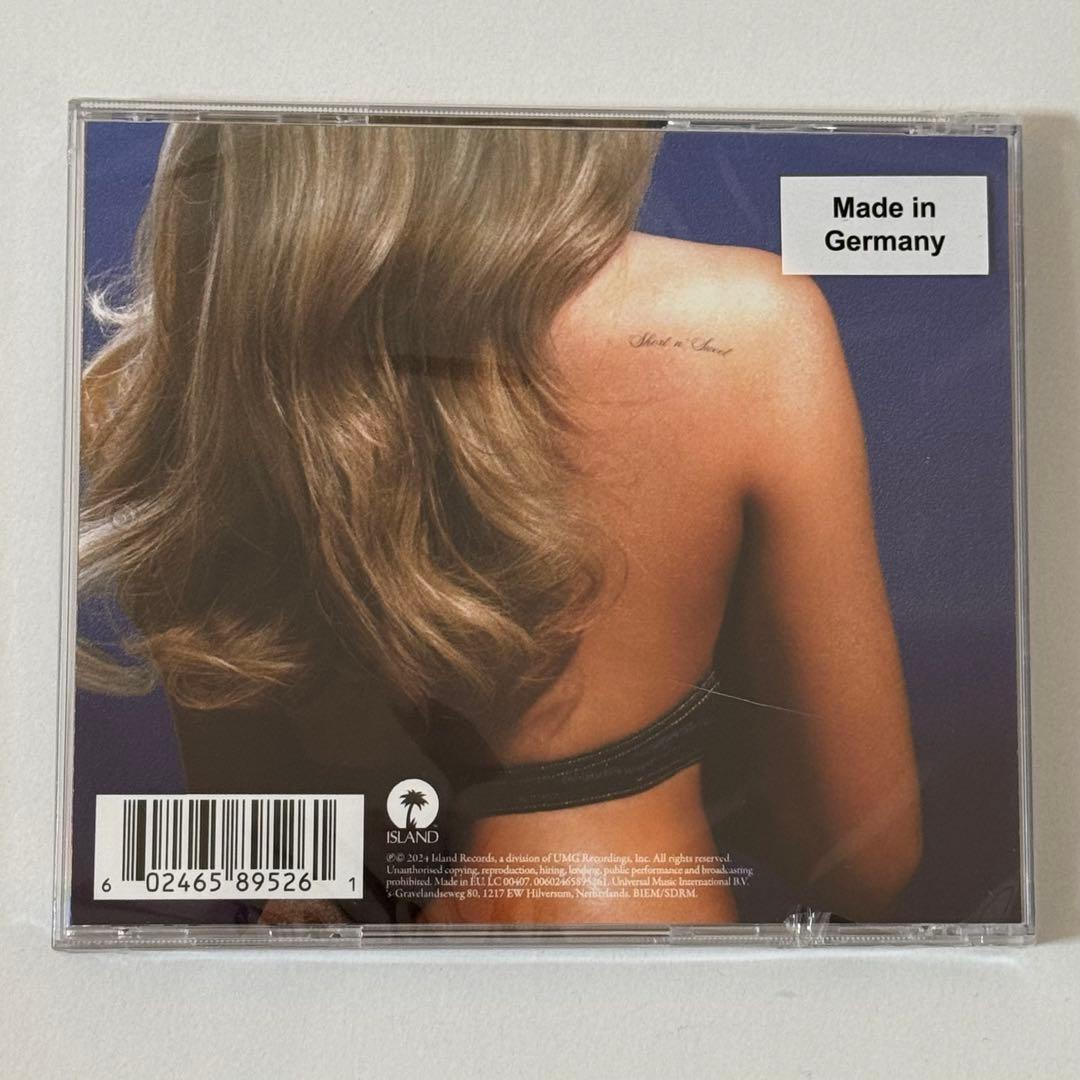 Made in
Germany
Short n' Sweet
ISLAND
6 02465 89526 1
℗© 2024 Island Records, a division of UMG Recordings, Inc. All rights reserved.
Unauthorised copying, reproduction, hiring, lending, public performance and broadcasting
prohibited. Made in E.U. LC 00407. 00602465895261. Universal Music International B.V.
's-Gravelandseweg 80, 1217 EW Hilversum, Netherlands. BIEM/SDRM.